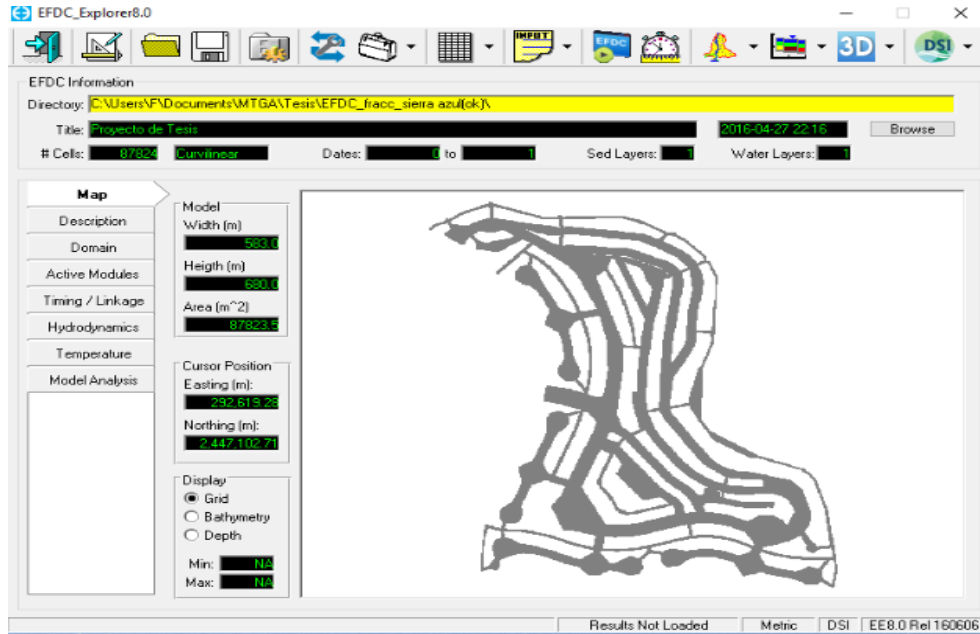 EFDC_Explorer8.0
INPUT
EFDC
3D
DSI
EFDC Information
Directory: C:\Users\F\Documents\MTGA\Tesis\EFDC_fracc_sierra azul(ok)\
Title: Proyecto de Tesis 2016-04-27 22:16 Browse
# Cells: 87824 Curvilinear Dates: 0 to 1 Sed Layers: 1 Water Layers: 1
Map
Description
Domain
Active Modules
Timing / Linkage
Hydrodynamics
Temperature
Model Analysis
Model
Width (m)
583.0
Heigth (m)
680.0
Area (m^2)
87823.5
Cursor Position
Easting (m):
292,619.28
Northing (m):
2,447,102.71
Display
Grid
Bathymetry
Depth
Min: NA
Max: NA
Results Not Loaded Metric DSI EE8.0 Rel 160606